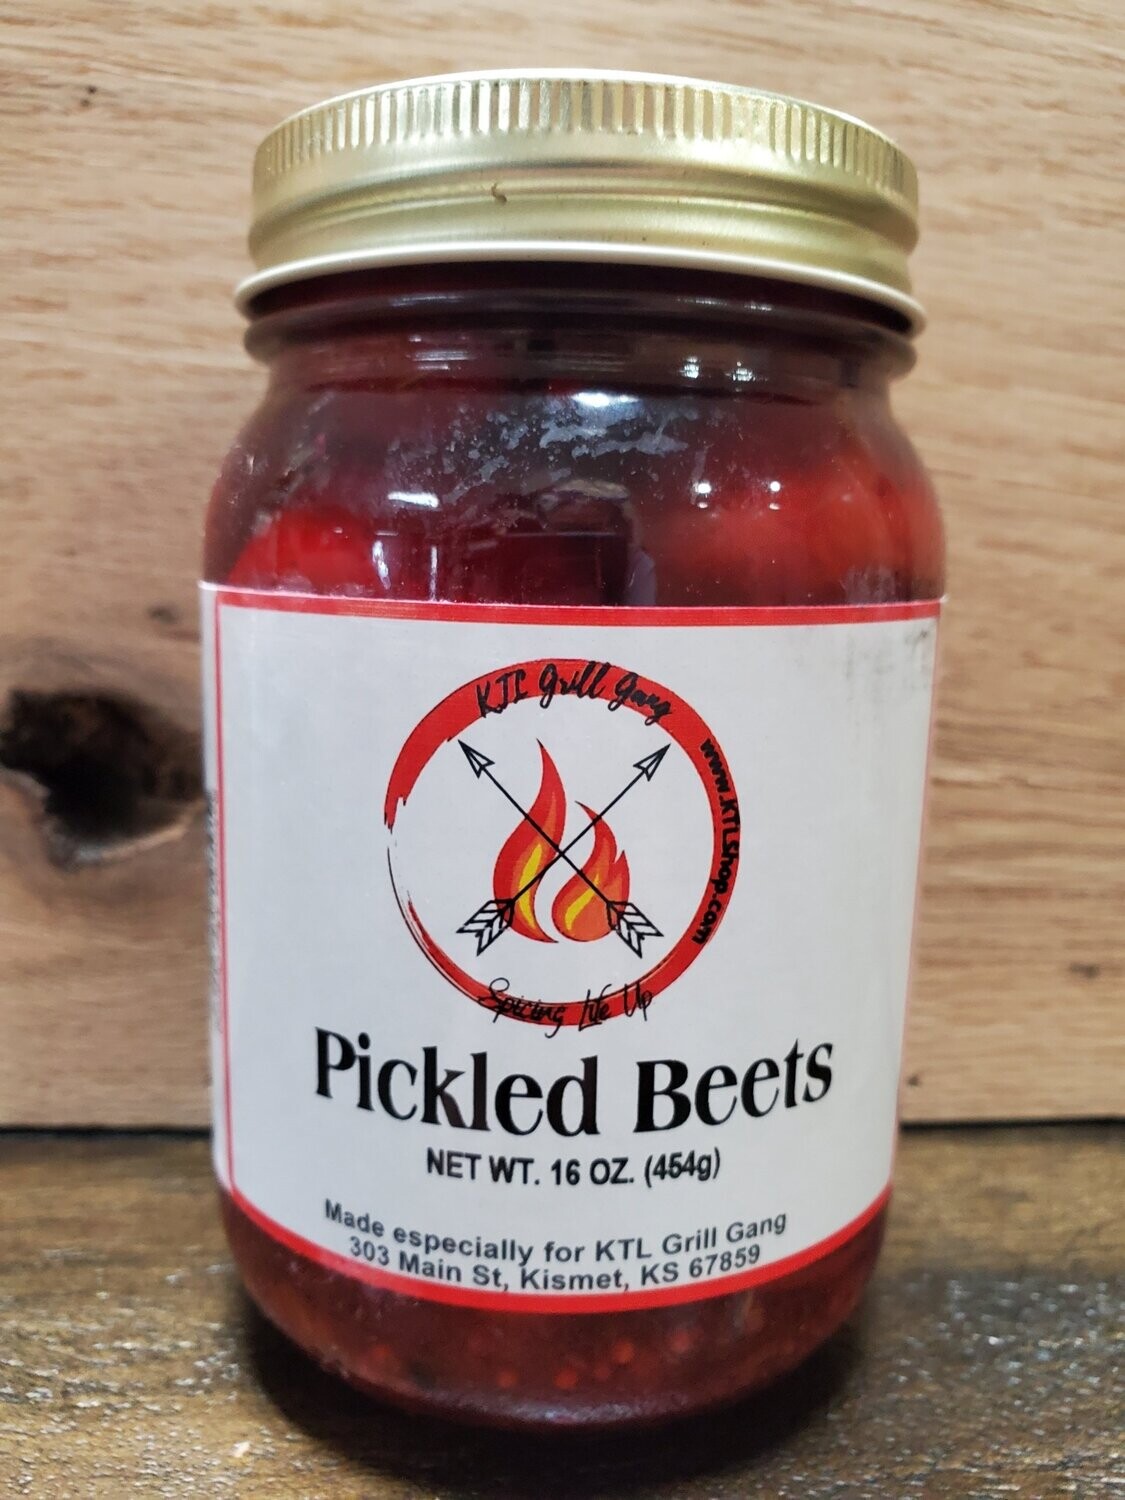 KTL Grill Gang
www.KTLShop.com
Spicing Life Up
Pickled Beets
NET WT. 16 OZ. (454g)
Made especially for KTL Grill Gang
303 Main St, Kismet, KS 67859